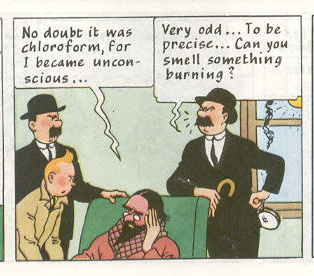 No doubt it was
chloroform, for
I became uncon-
scious...
Very odd... To be
precise... Can you
smell something
burning?